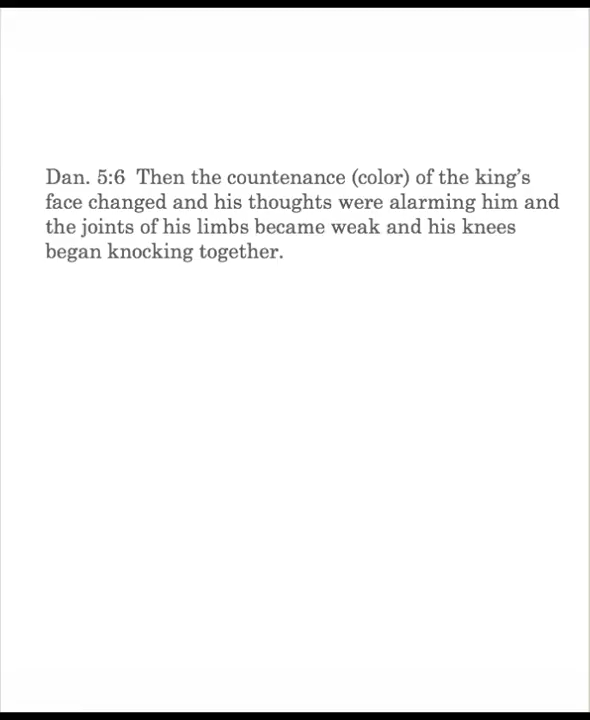 Dan. 5:6  Then the countenance (color) of the king’s
face changed and his thoughts were alarming him and
the joints of his limbs became weak and his knees
began knocking together.